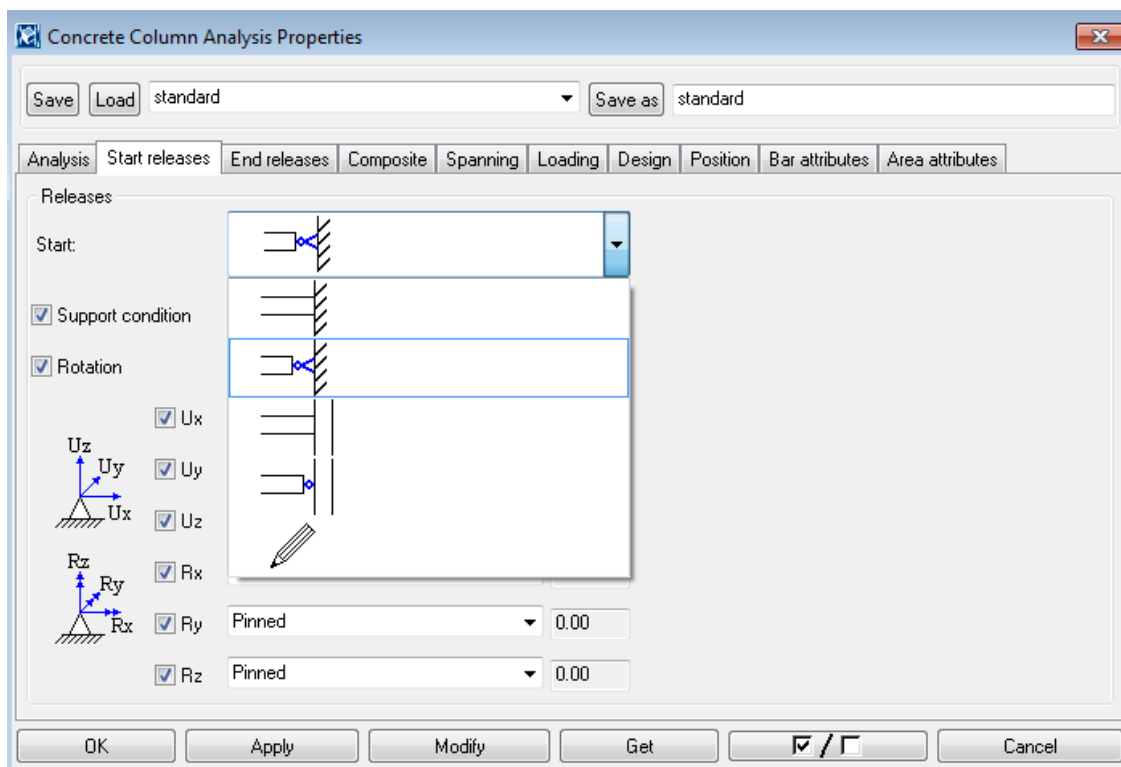 Concrete Column Analysis Properties
Save Load standard Save as standard
Analysis Start releases End releases Composite Spanning Loading Design Position Bar attributes Area attributes
Releases
Start:
Support condition
Rotation
Ux
Uz
Uy
Uy
Ux
Uz
Rz
Rx
Ry
Rx
Ry Pinned 0.00
Rz Pinned 0.00
OK Apply Modify Get / Cancel